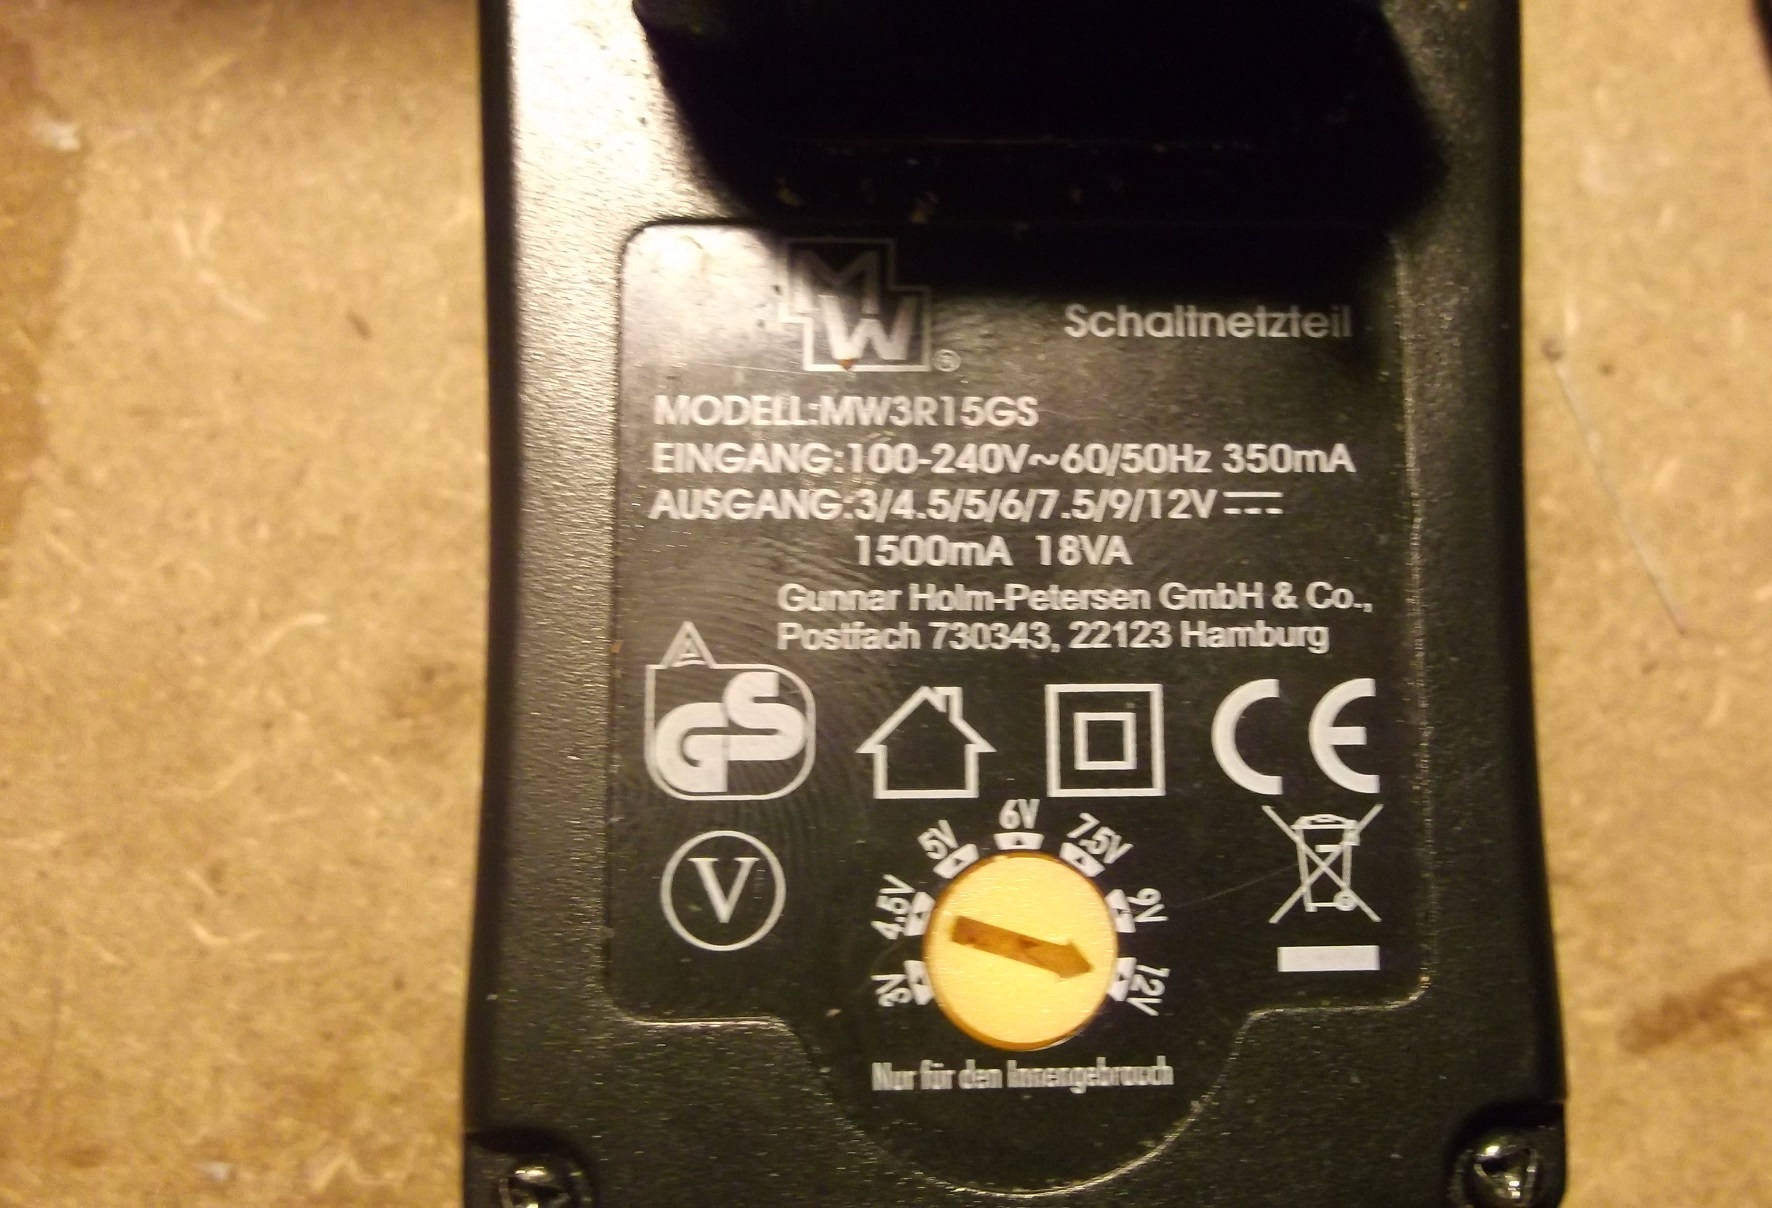 MW®
Schaltnetzteil
MODELL:MW3R15GS
EINGANG:100-240V~60/50Hz 350mA
AUSGANG:3/4.5/5/6/7.5/9/12V
1500mA 18VA
Gunnar Holm-Petersen GmbH & Co.,
Postfach 730343, 22123 Hamburg
GS
CE
V
3V
4.5V
5V
6V
7.5V
9V
12V
Nur für den Innengebrauch